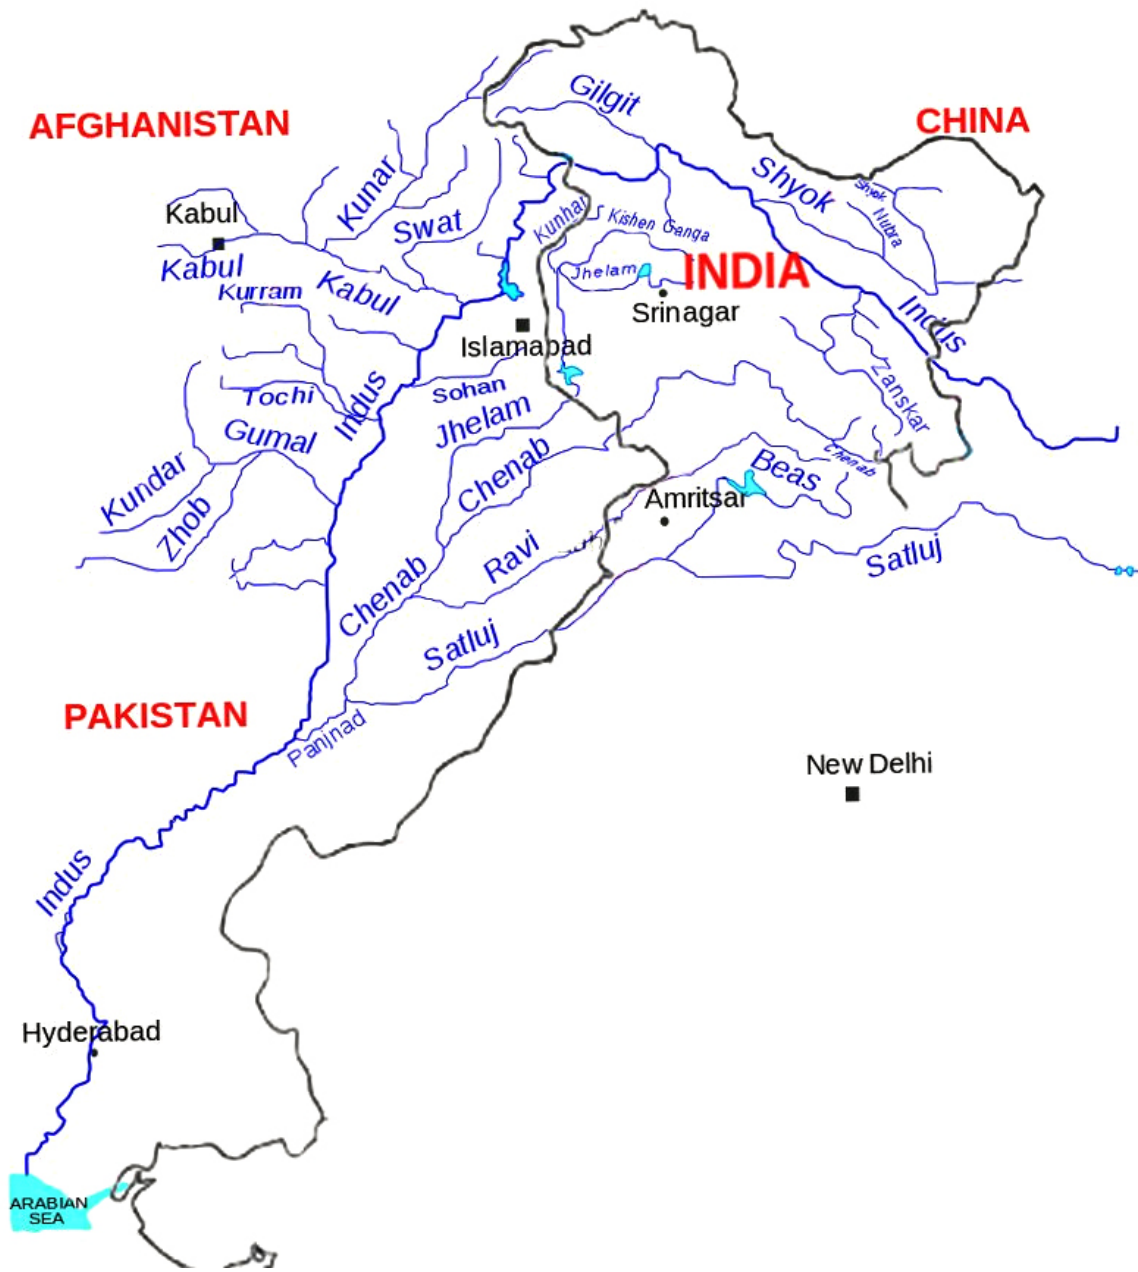 Gilgit
AFGHANISTAN
CHINA
Shyok
Shyok
Kunar
Kabul
Swat
Kunhar
Kishen Ganga
Nubra
Kabul
Kurram
Kabul
Jhelam
INDIA
Srinagar
Indus
Islamabad
Sohan
Tochi
Indus
Zanskar
Jhelam
Gumal
Chenab
Chenab
Beas
Kundar
Zhob
Amritsar
Ravi
Satluj
Chenab
Satluj
PAKISTAN
Panjnad
New Delhi
Indus
Hyderabad
ARABIAN
SEA